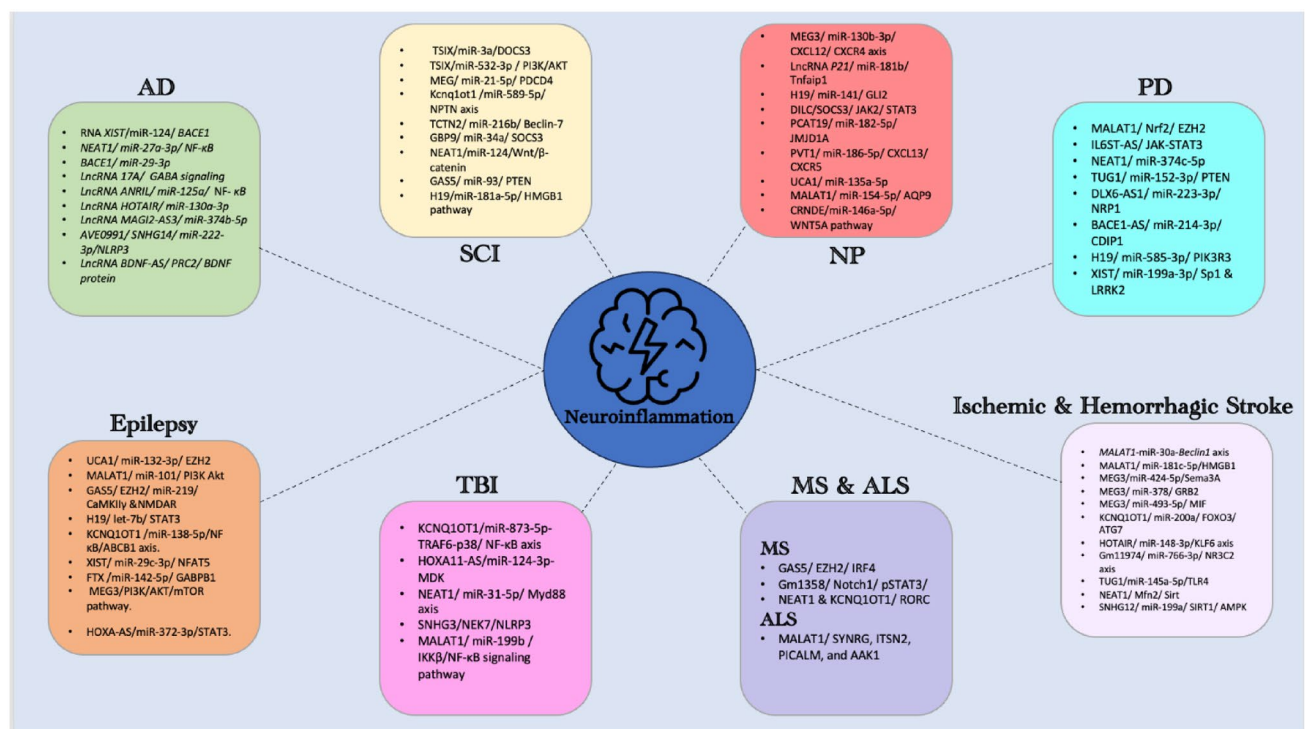 AD
RNA XIST/miR-124/ BACE1
NEAT1/ miR-27a-3p/ NF-κB
BACE1/ miR-29-3p
LncRNA 17A/ GABA signaling
LncRNA ANRIL/ miR-125a/ NF- κB
LncRNA HOTAIR/ miR-130a-3p
LncRNA MAGI2-AS3/ miR-374b-5p
AVE0991/ SNHG14/ miR-222-
3p/NLRP3
LncRNA BDNF-AS/ PRC2/ BDNF
protein
TSIX/miR-3a/DOCS3
TSIX/miR-532-3p / PI3K/AKT
MEG/ miR-21-5p/ PDCD4
Kcnq1ot1 /miR-589-5p/
NPTN axis
TCTN2/ miR-216b/ Beclin-7
GBP9/ miR-34a/ SOCS3
NEAT1/miR-124/Wnt/β-
catenin
GAS5/ miR-93/ PTEN
H19/miR-181a-5p/ HMGB1
pathway
SCI
MEG3/ miR-130b-3p/
CXCL12/ CXCR4 axis
LncRNA P21/ miR-181b/
Tnfaip1
H19/ miR-141/ GLI2
DILC/SOCS3/ JAK2/ STAT3
PCAT19/ miR-182-5p/
JMJD1A
PVT1/ miR-186-5p/ CXCL13/
CXCR5
UCA1/ miR-135a-5p
MALAT1/ miR-154-5p/ AQP9
CRNDE/miR-146a-5p/
WNT5A pathway
NP
PD
MALAT1/ Nrf2/ EZH2
IL6ST-AS/ JAK-STAT3
NEAT1/ miR-374c-5p
TUG1/ miR-152-3p/ PTEN
DLX6-AS1/ miR-223-3p/
NRP1
BACE1-AS/ miR-214-3p/
CDIP1
H19/ miR-585-3p/ PIK3R3
XIST/ miR-199a-3p/ Sp1 &
LRRK2
Neuroinflammation
Epilepsy
UCA1/ miR-132-3p/ EZH2
MALAT1/ miR-101/ PI3K Akt
GAS5/ EZH2/ miR-219/
CaMKIIγ &NMDAR
H19/ let-7b/ STAT3
KCNQ1OT1 /miR-138-5p/NF
κB/ABCB1 axis.
XIST/ miR-29c-3p/ NFAT5
FTX /miR-142-5p/ GABPB1
MEG3/PI3K/AKT/mTOR
pathway.
HOXA-AS/miR-372-3p/STAT3.
TBI
KCNQ1OT1/miR-873-5p-
TRAF6-p38/ NF-κB axis
HOXA11-AS/miR-124-3p-
MDK
NEAT1/ miR-31-5p/ Myd88
axis
SNHG3/NEK7/NLRP3
MALAT1/ miR-199b /
IKKβ/NF-κB signaling
pathway
MS & ALS
MS
GAS5/ EZH2/ IRF4
Gm1358/ Notch1/ pSTAT3/
NEAT1 & KCNQ1OT1/ RORC
ALS
MALAT1/ SYNRG, ITSN2,
PICALM, and AAK1
Ischemic & Hemorrhagic Stroke
MALAT1-miR-30a-Beclin1 axis
MALAT1/ miR-181c-5p/HMGB1
MEG3/miR-424-5p/Sema3A
MEG3/ miR-378/ GRB2
MEG3/ miR-493-5p/ MIF
KCNQ1OT1/ miR-200a/ FOXO3/
ATG7
HOTAIR/ miR-148-3p/KLF6 axis
Gm11974/ miR-766-3p/ NR3C2
axis
TUG1/miR-145a-5p/TLR4
NEAT1/ Mfn2/ Sirt
SNHG12/ miR-199a/ SIRT1/ AMPK